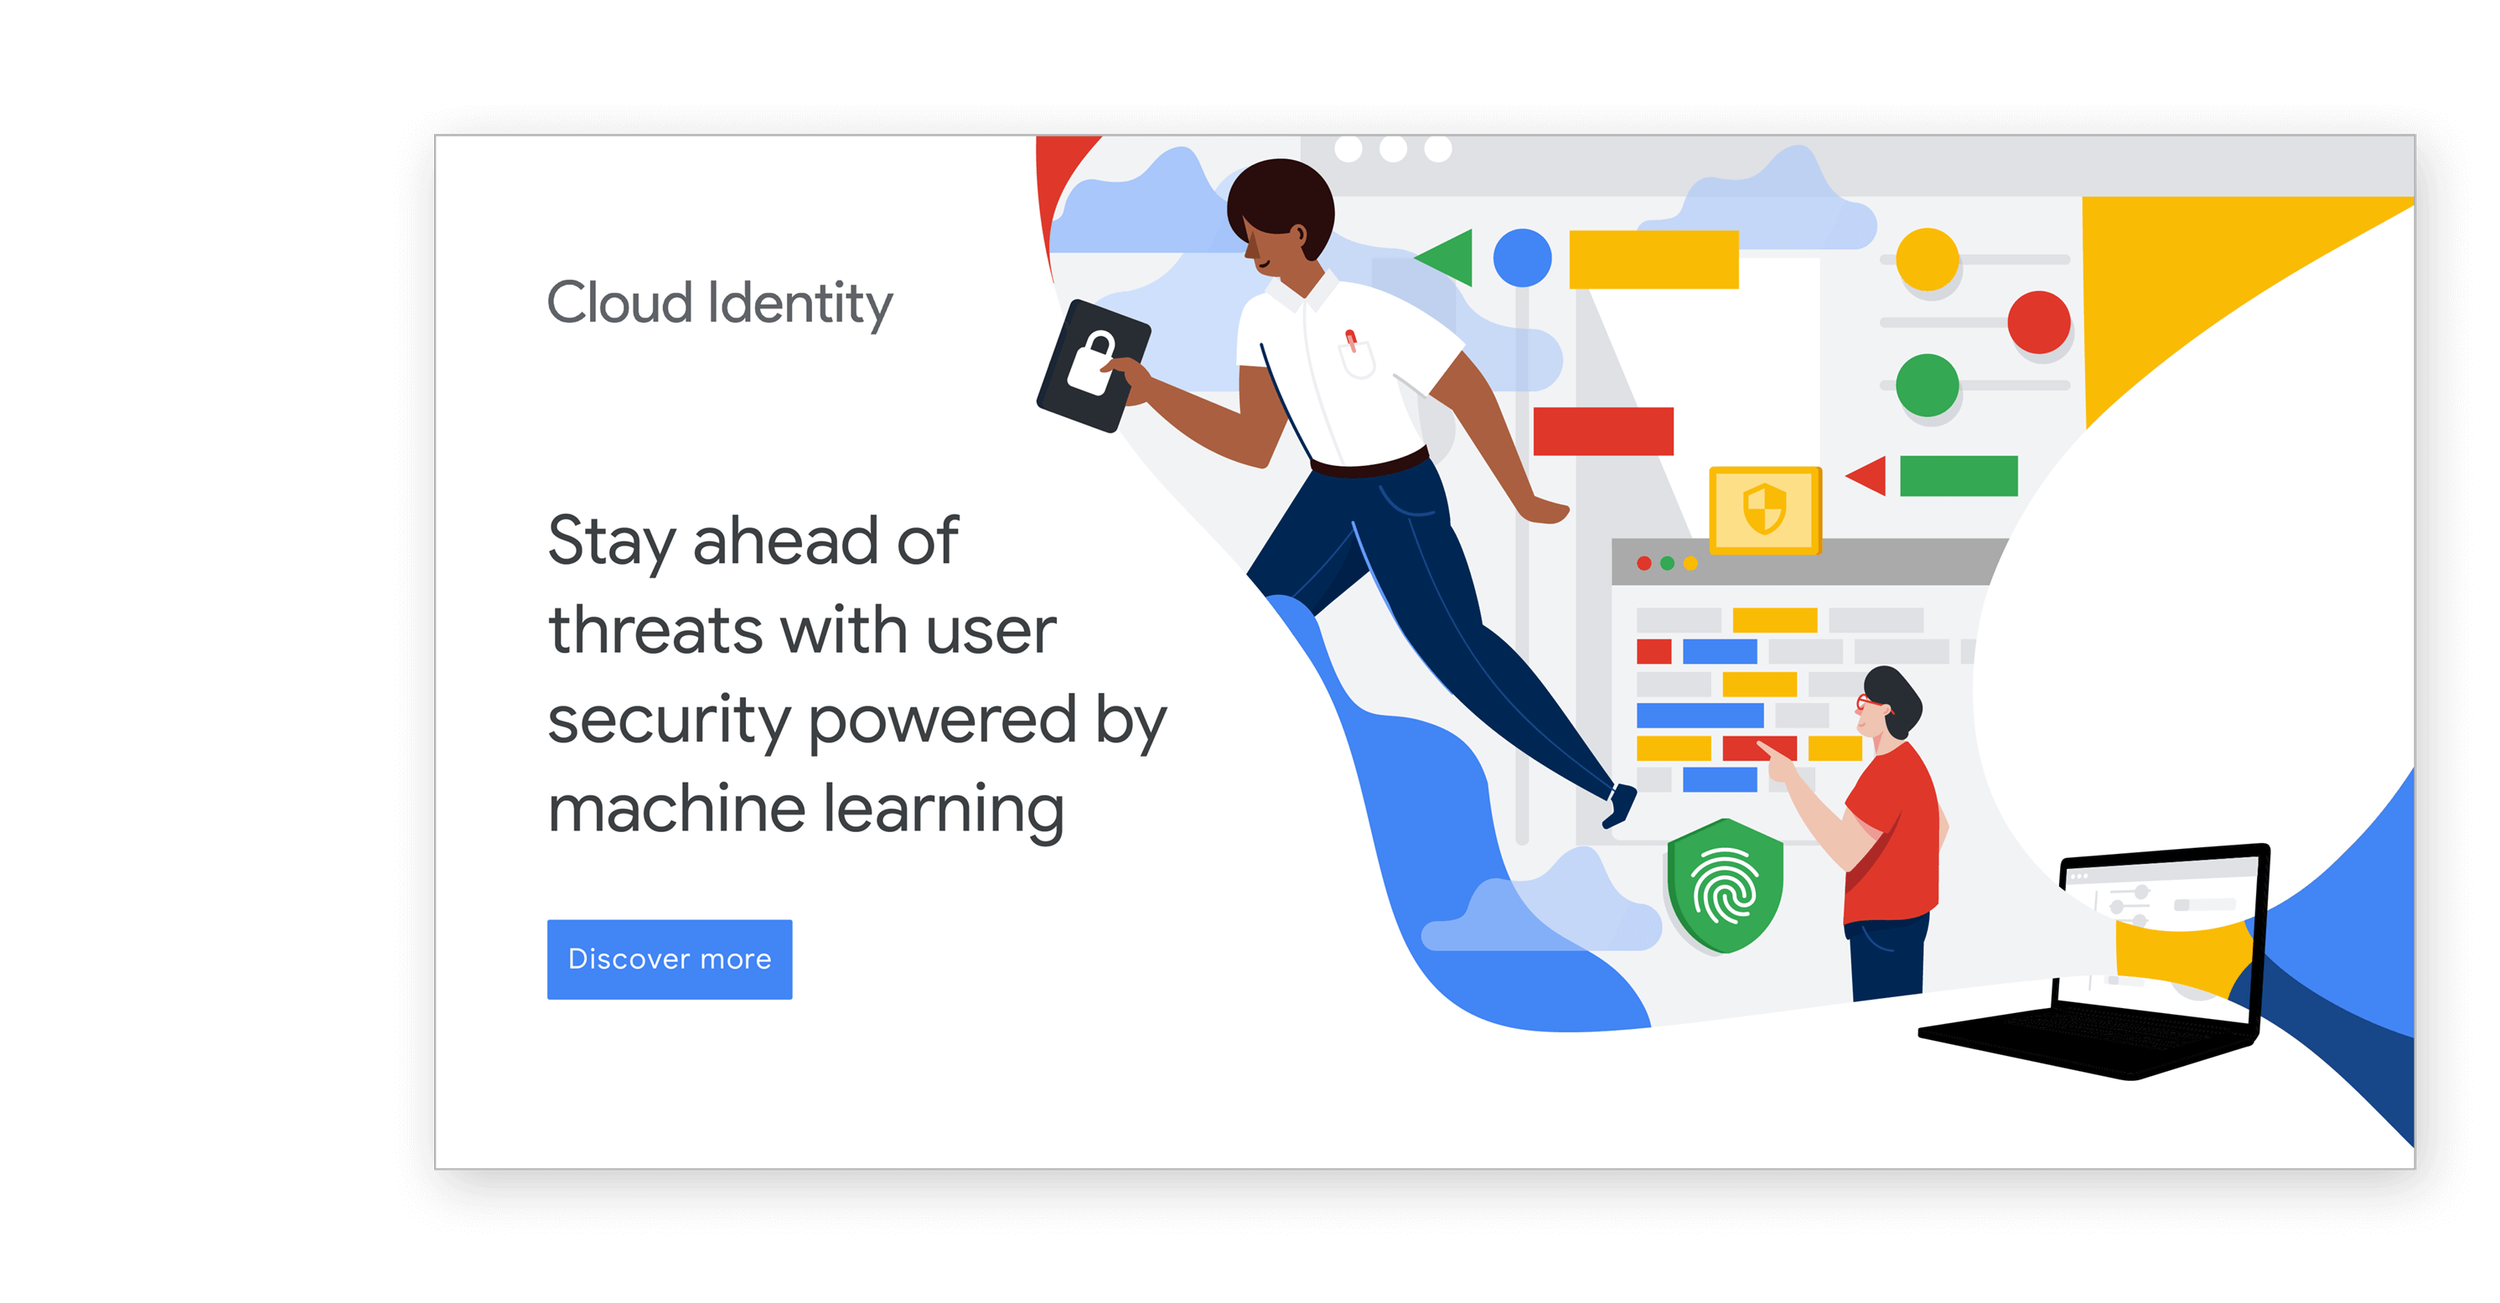 Cloud Identity
Stay ahead of
threats with user
security powered by
machine learning
Discover more